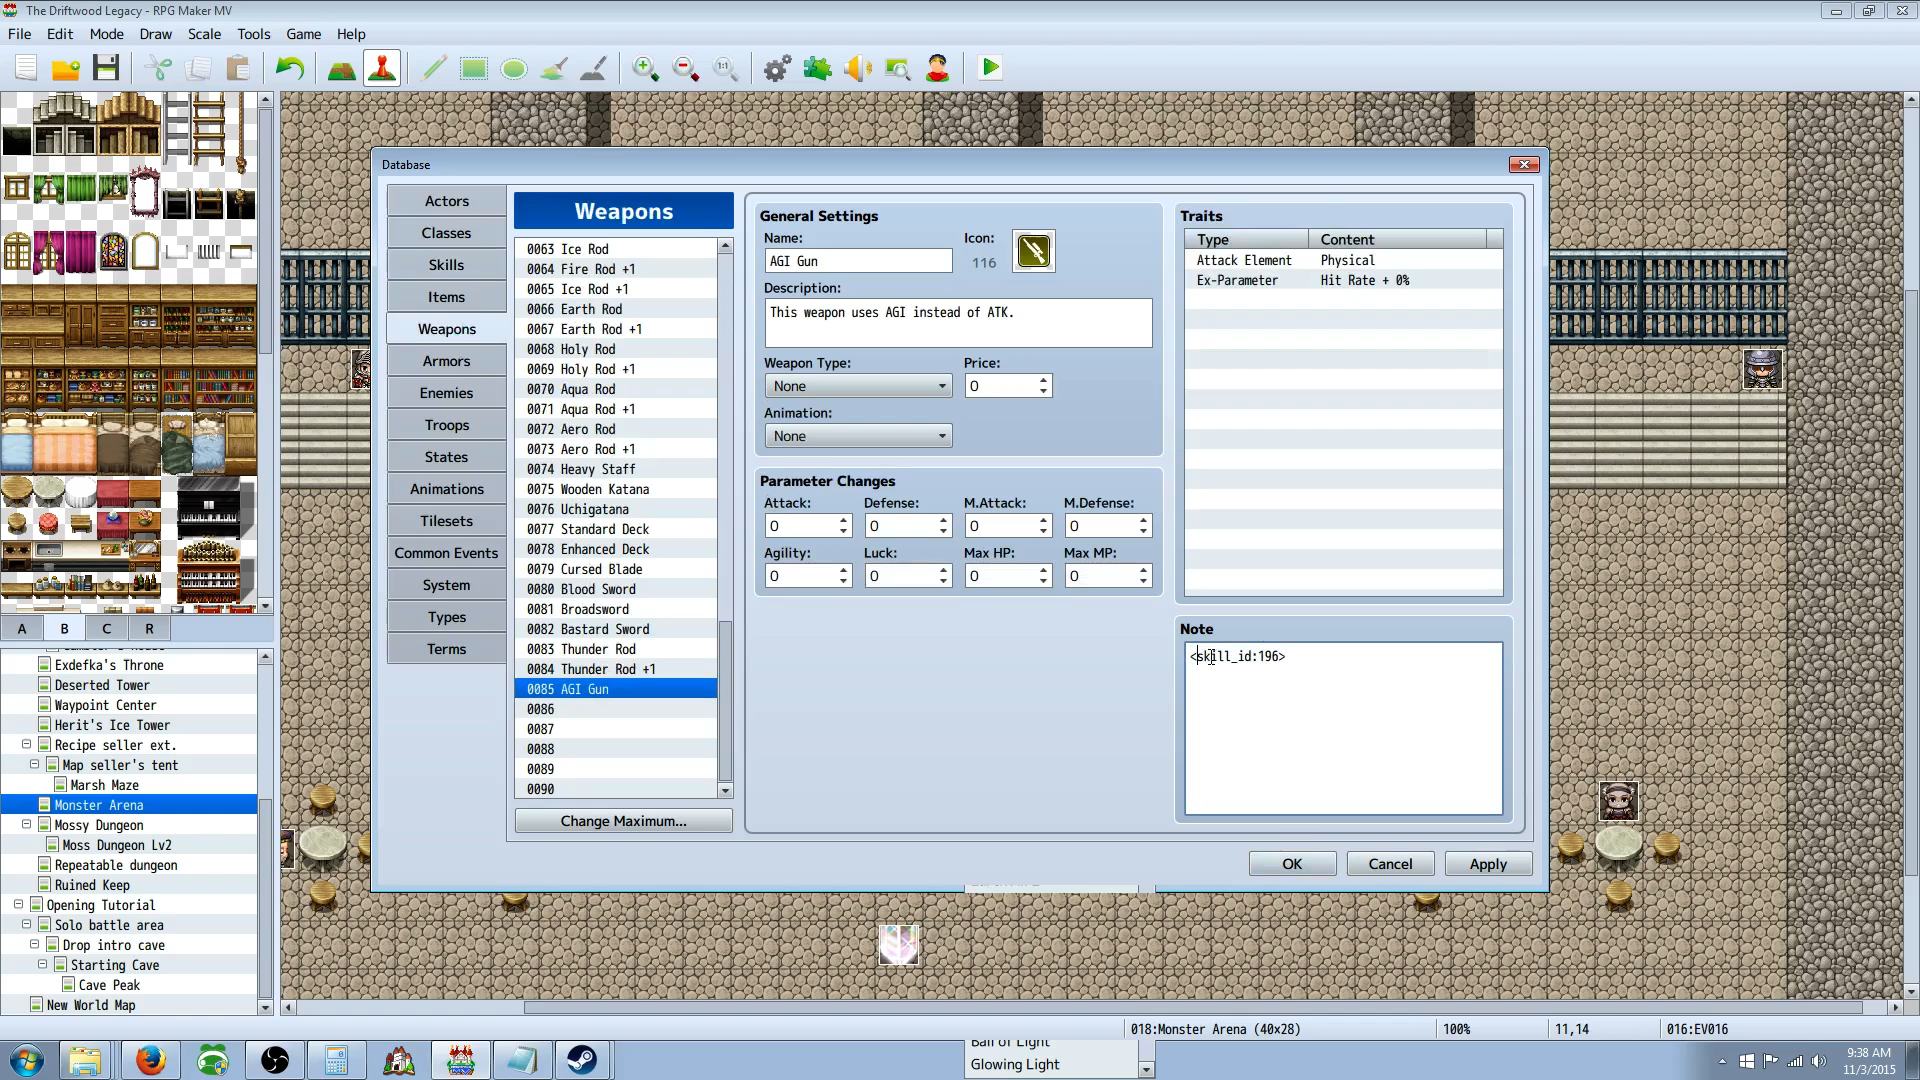 The Driftwood Legacy - RPG Maker MV
File Edit Mode Draw Scale Tools Game Help
1:1
Database
Actors
Classes
Skills
Items
Weapons
Armors
Enemies
Troops
States
Animations
Tilesets
Common Events
System
Types
Terms
Weapons
0063 Ice Rod
0064 Fire Rod +1
0065 Ice Rod +1
0066 Earth Rod
0067 Earth Rod +1
0068 Holy Rod
0069 Holy Rod +1
0070 Aqua Rod
0071 Aqua Rod +1
0072 Aero Rod
0073 Aero Rod +1
0074 Heavy Staff
0075 Wooden Katana
0076 Uchigatana
0077 Standard Deck
0078 Enhanced Deck
0079 Cursed Blade
0080 Blood Sword
0081 Broadsword
0082 Bastard Sword
0083 Thunder Rod
0084 Thunder Rod +1
0085 AGI Gun
0086
0087
0088
0089
0090
Change Maximum...
General Settings
Name: Icon:
AGI Gun 116
Description:
This weapon uses AGI instead of ATK.
Weapon Type: Price:
None 0
Animation:
None
Parameter Changes
Attack: Defense: M.Attack: M.Defense:
0 0 0 0
Agility: Luck: Max HP: Max MP:
0 0 0 0
Traits
Type Content
Attack Element Physical
Ex-Parameter Hit Rate + 0%
Note
<skill_id:196>
OK Cancel Apply
A B C R
Exdefka's Throne
Deserted Tower
Waypoint Center
Herit's Ice Tower
Recipe seller ext.
Map seller's tent
Marsh Maze
Monster Arena
Mossy Dungeon
Moss Dungeon Lv2
Repeatable dungeon
Ruined Keep
Opening Tutorial
Solo battle area
Drop intro cave
Starting Cave
Cave Peak
New World Map
018:Monster Arena (40x28) 100% 11,14 016:EV016
Ball of Light
Glowing Light
9:38 AM
11/3/2015